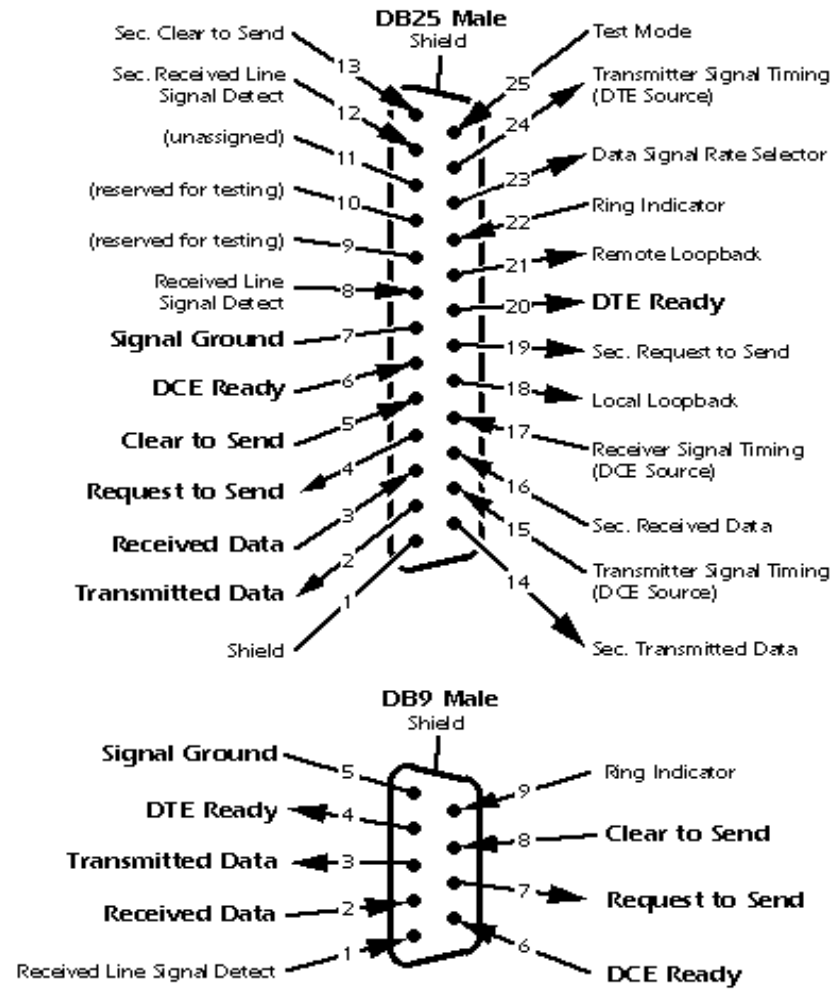 DB25 Male
Shield
Sec. Clear to Send
13
Sec. Received Line
Signal Detect
12
(unassigned)
11
(reserved for testing)
10
(reserved for testing)
9
Received Line
Signal Detect
8
Signal Ground
7
DCE Ready
6
Clear to Send
5
Request to Send
4
Received Data
3
Transmitted Data
2
Shield
1
Test Mode
25
Transmitter Signal Timing
(DTE Source)
24
Data Signal Rate Selector
23
Ring Indicator
22
Remote Loopback
21
DTE Ready
20
Sec. Request to Send
19
Local Loopback
18
Receiver Signal Timing
(DCE Source)
17
Sec. Received Data
16
Transmitter Signal Timing
(DCE Source)
15
Sec. Transmitted Data
14
DB9 Male
Shield
Signal Ground
5
DTE Ready
4
Transmitted Data
3
Received Data
2
Received Line Signal Detect
1
Ring Indicator
9
Clear to Send
8
Request to Send
7
DCE Ready
6